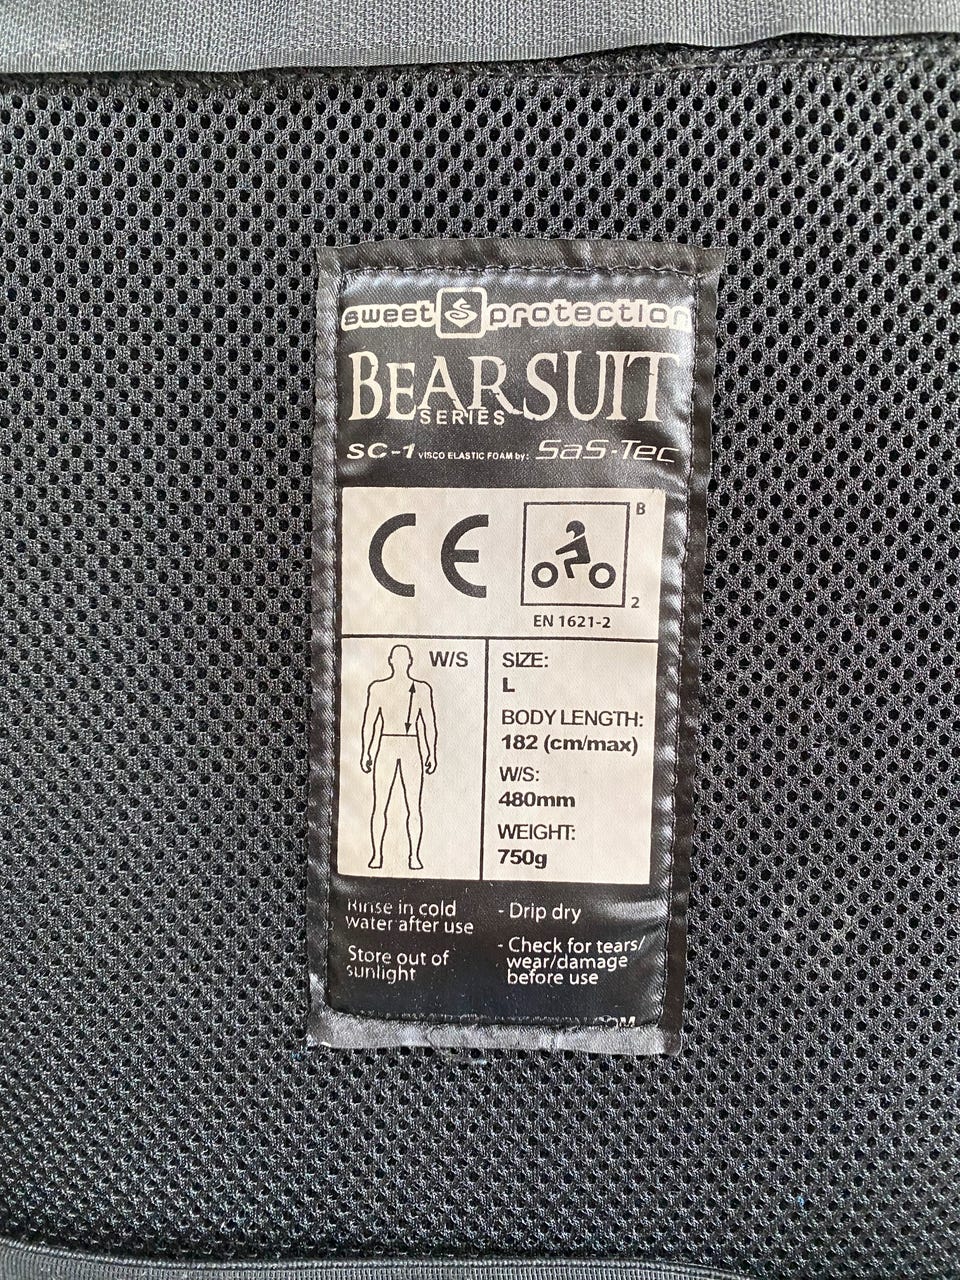 sweet protection
BEARSUIT
SERIES
SC-1 VISCO ELASTIC FOAM by: SaS-Tec
CE
B
2
EN 1621-2
W/S
SIZE:
L
BODY LENGTH:
182 (cm/max)
W/S:
480mm
WEIGHT:
750g
Rinse in cold
water after use
Store out of
sunlight
- Drip dry
- Check for tears/
wear/damage
before use